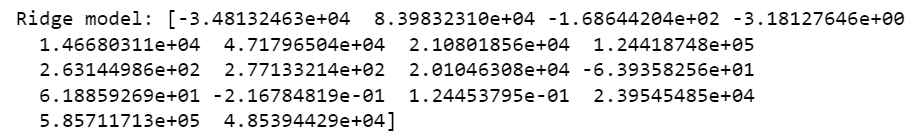 Ridge model: [-3.48132463e+04  8.39832310e+04 -1.68644204e+02 -3.18127646e+00
  1.46680311e+04  4.71796504e+04  2.10801856e+04  1.24418748e+05
  2.63144986e+02  2.77133214e+02  2.01046308e+04 -6.39358256e+01
  6.18859269e+01 -2.16784819e-01  1.24453795e-01  2.39545485e+04
  5.85711713e+05  4.85394429e+04]